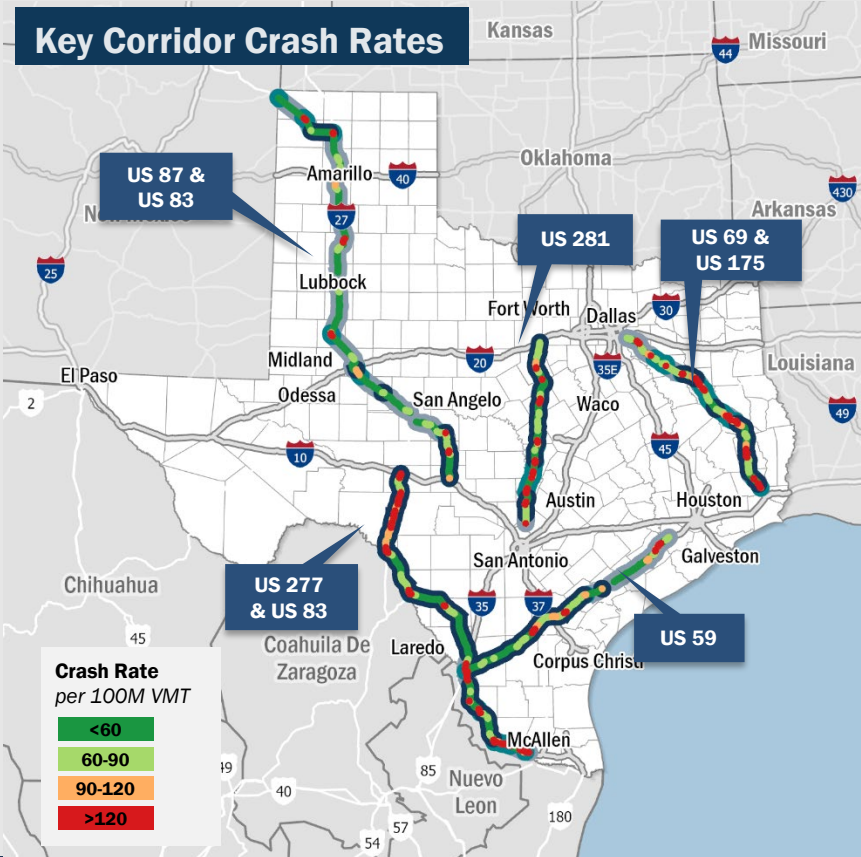 Key Corridor Crash Rates
Kansas
44
Missouri
Oklahoma
Amarillo
40
US 87 &
US 83
430
Arkansas
27
US 281
US 69 &
US 175
25
Lubbock
Fort Worth
Dallas
30
Midland
20
35E
Louisiana
El Paso
Odessa
San Angelo
Waco
2
49
10
45
Austin
Houston
San Antonio
Galveston
Chihuahua
US 277
& US 83
35
37
US 59
45
Coahuila De
Zaragoza
Laredo
Corpus Christi
Crash Rate
per 100M VMT
<60
60-90
90-120
>120
McAllen
49
40
85
Nuevo
Leon
57
54
180